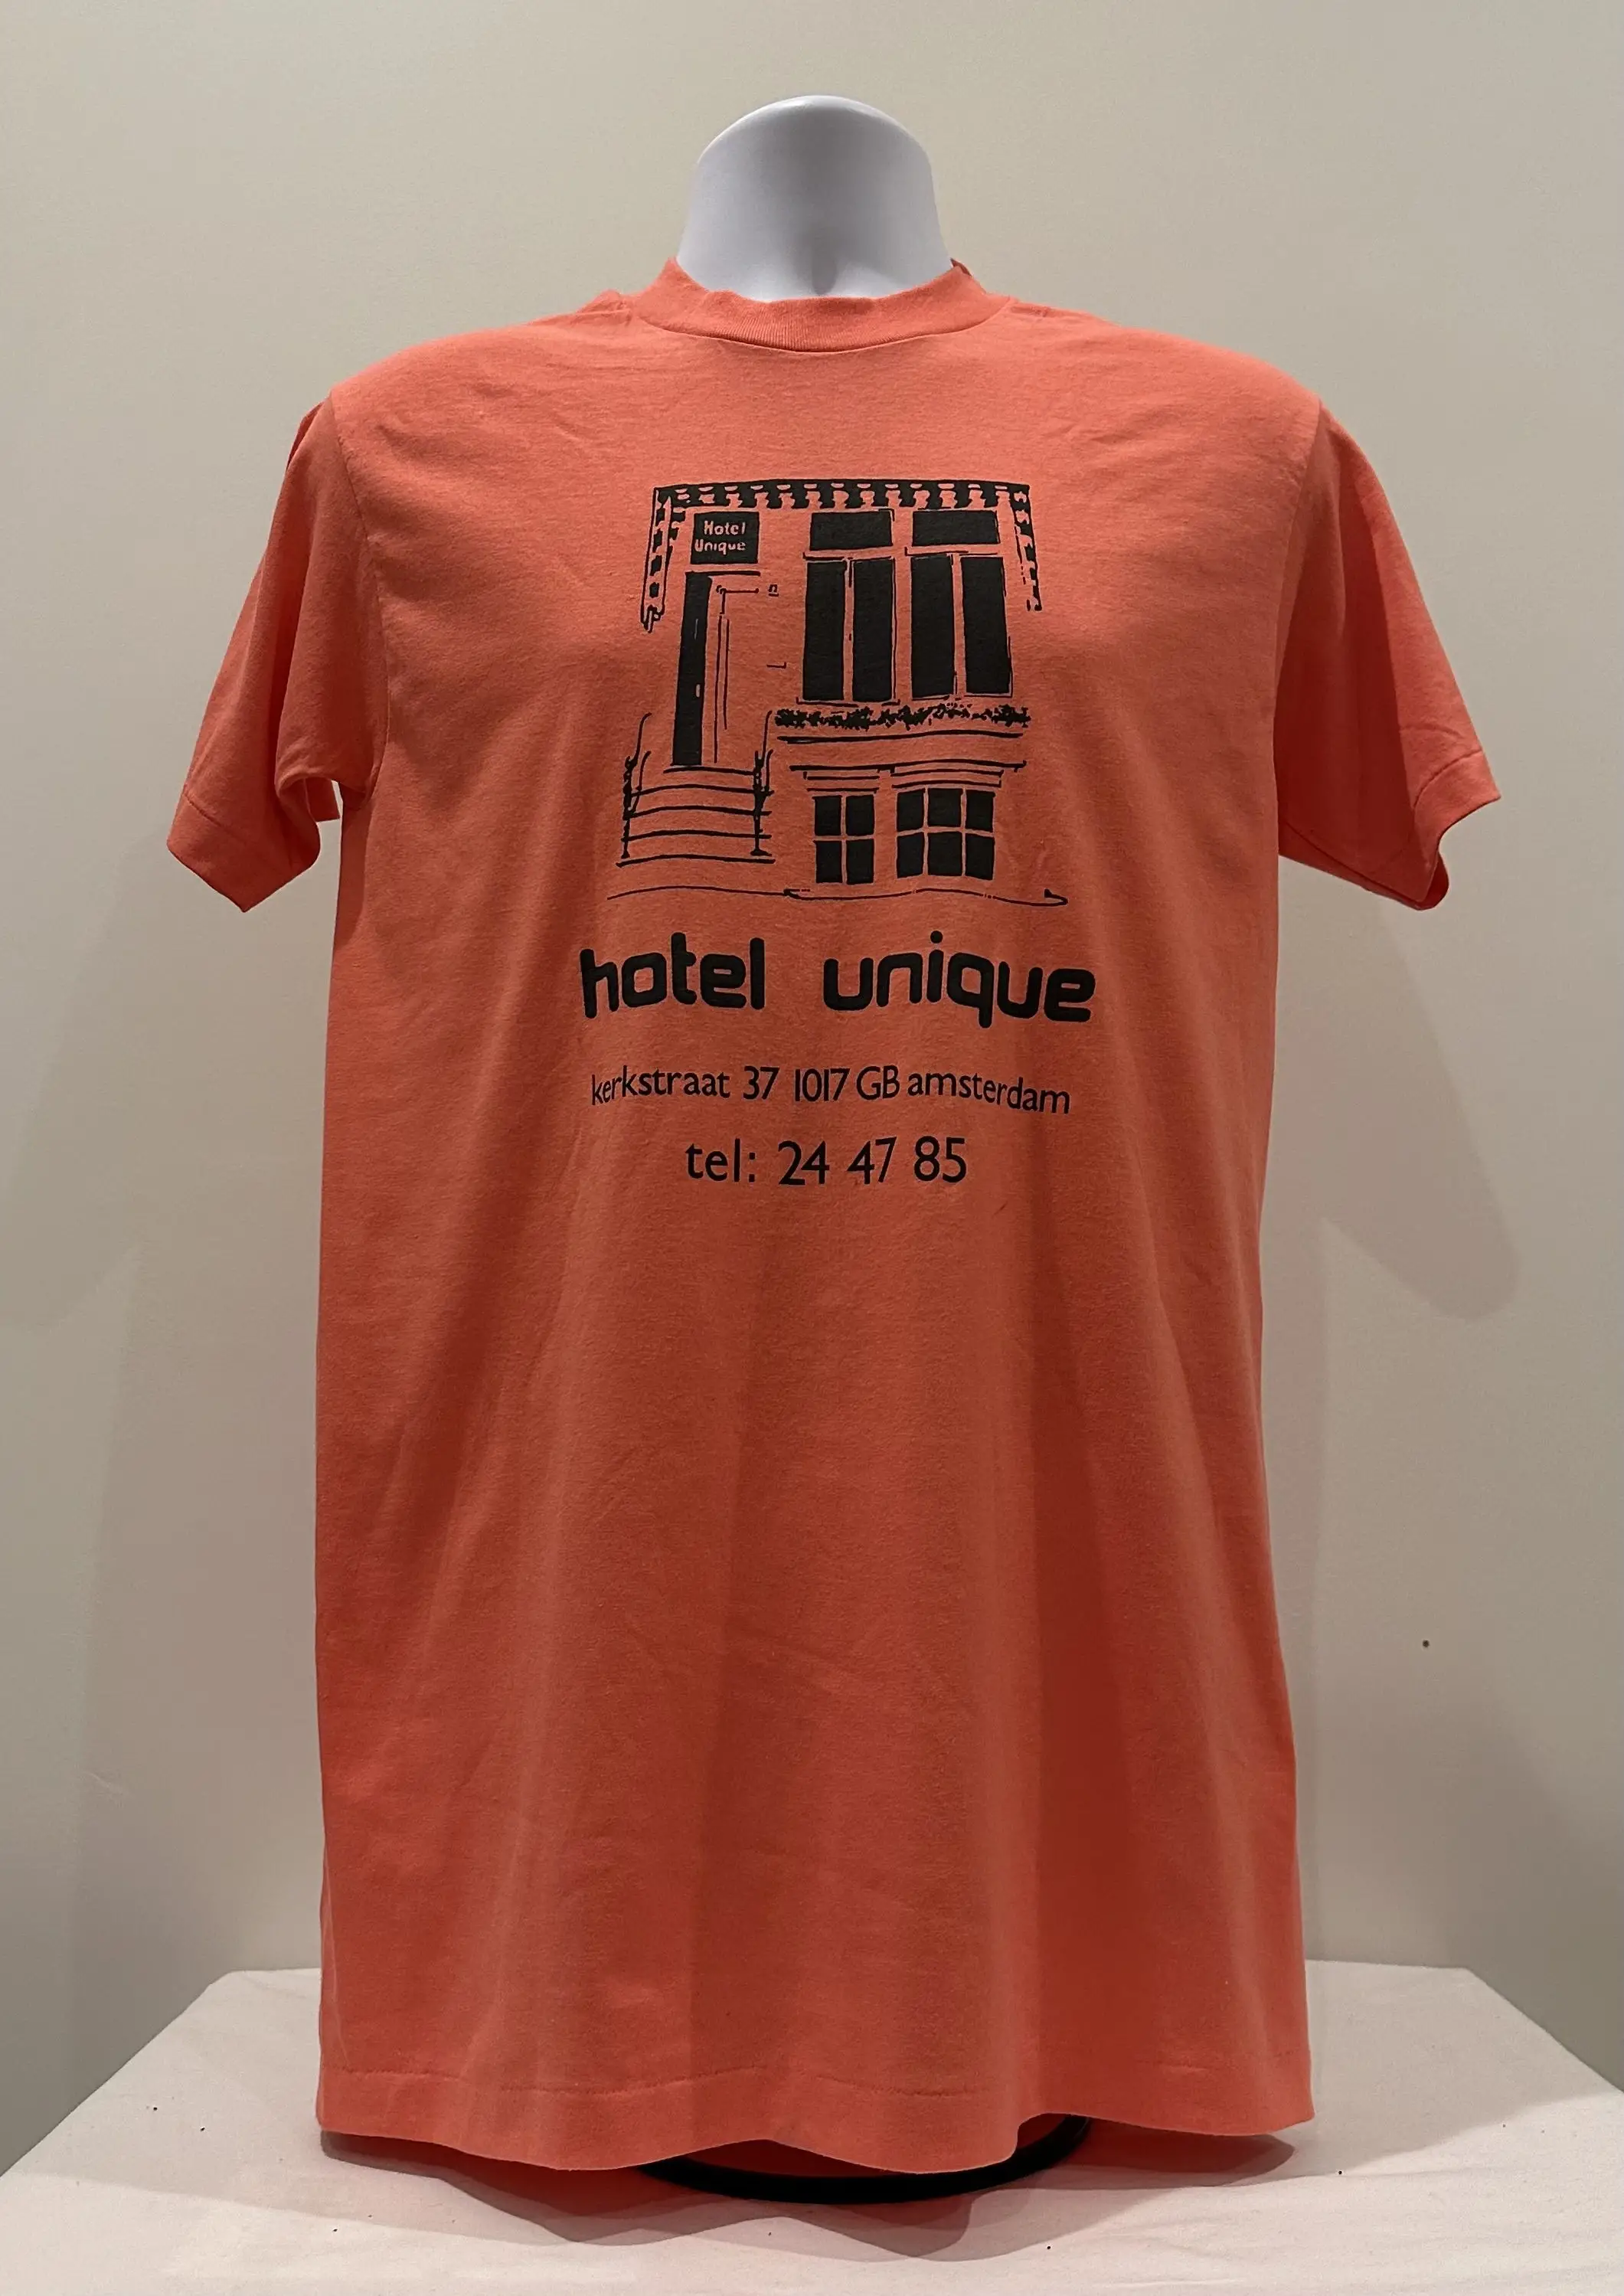 Hotel
Unique
hotel unique
kerkstraat 37 1017 GB amsterdam
tel: 24 47 85